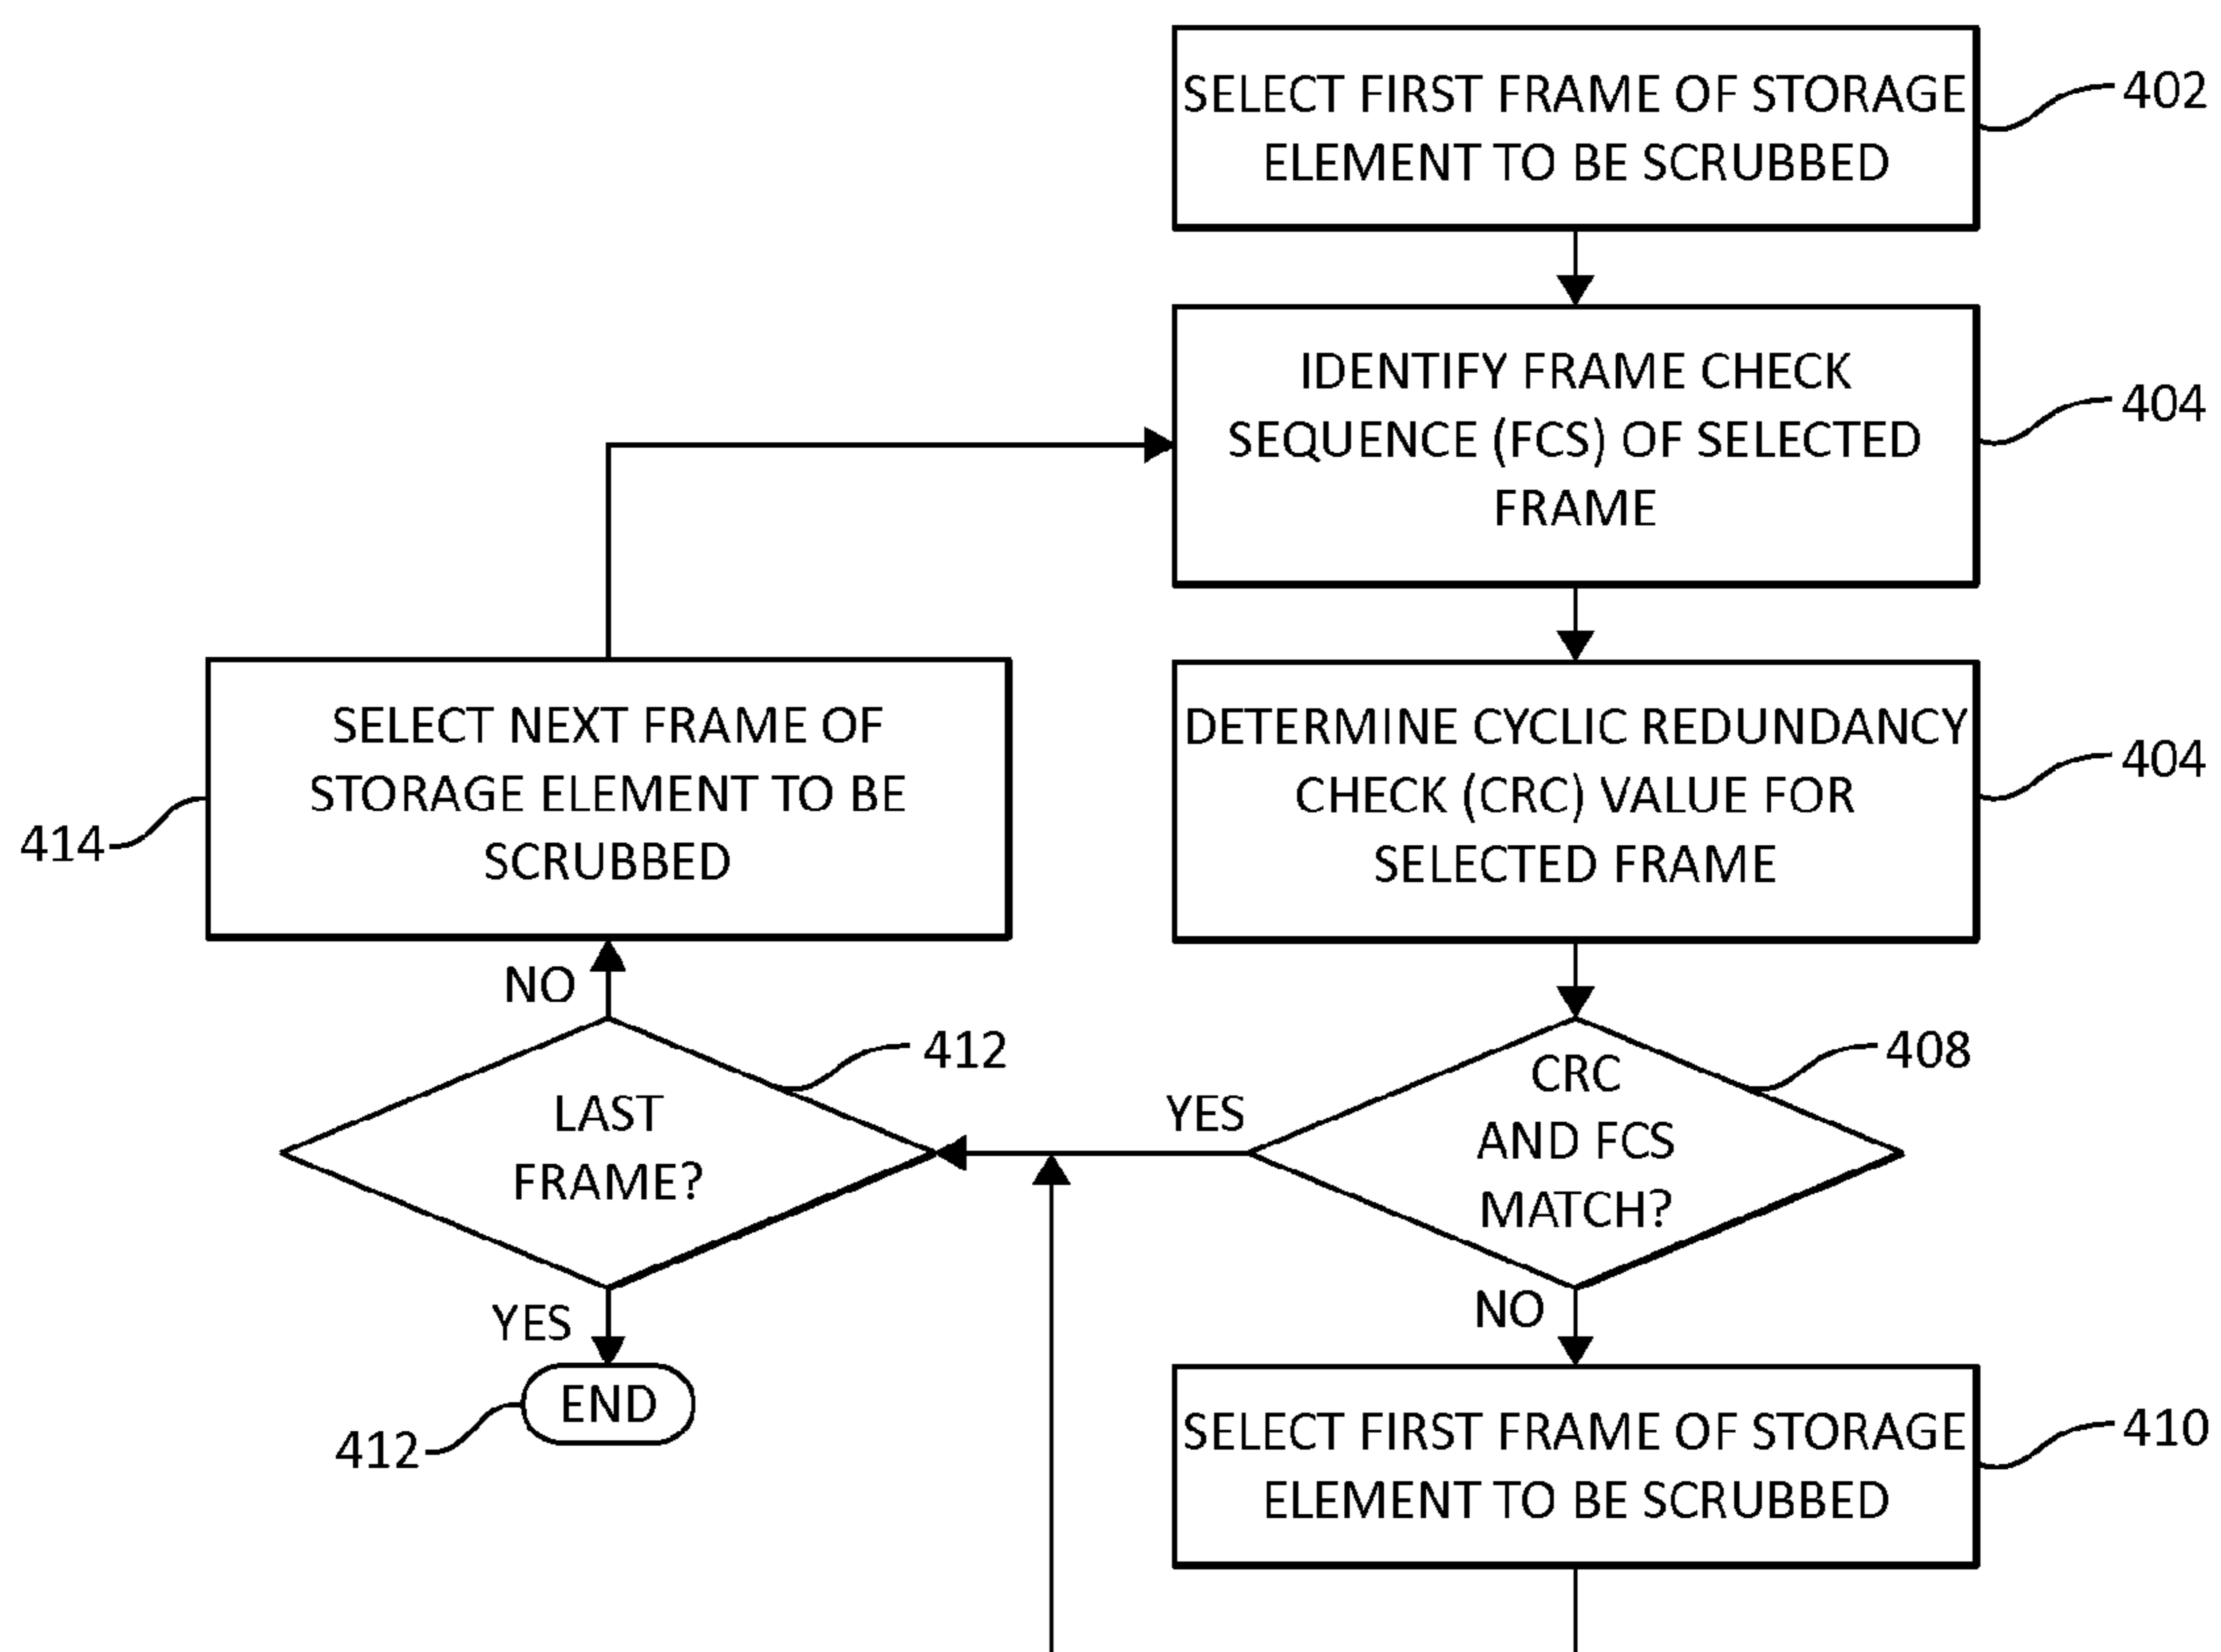 SELECT FIRST FRAME OF STORAGE
ELEMENT TO BE SCRUBBED
402
IDENTIFY FRAME CHECK
SEQUENCE (FCS) OF SELECTED
FRAME
404
DETERMINE CYCLIC REDUNDANCY
CHECK (CRC) VALUE FOR
SELECTED FRAME
404
SELECT NEXT FRAME OF
STORAGE ELEMENT TO BE
SCRUBBED
414
NO
LAST
FRAME?
412
YES
CRC
AND FCS
MATCH?
408
YES
END
412
NO
SELECT FIRST FRAME OF STORAGE
ELEMENT TO BE SCRUBBED
410